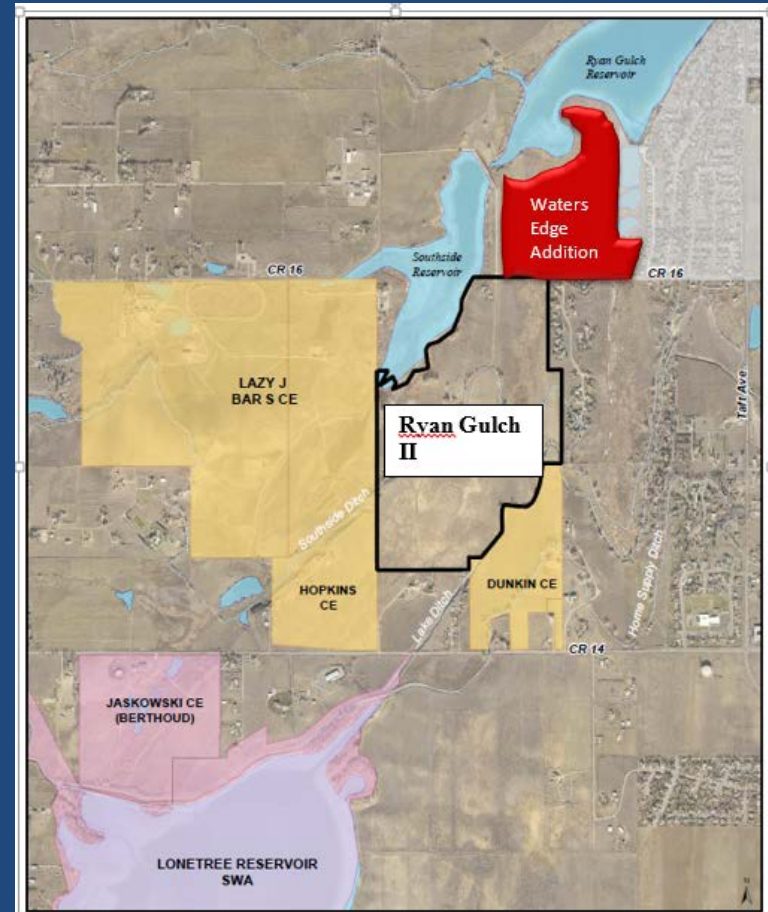 Ryan Gulch
Reservoir
Waters
Edge
Addition
Southside
Reservoir
CR 16
CR 16
LAZY J
BAR S CE
Taft Ave
Ryan Gulch
II
Southside Ditch
HOPKINS
CE
DUNKIN CE
Lake Ditch
Home Supply Ditch
CR 14
JASKOWSKI CE
(BERTHOUD)
LONETREE RESERVOIR
SWA
N